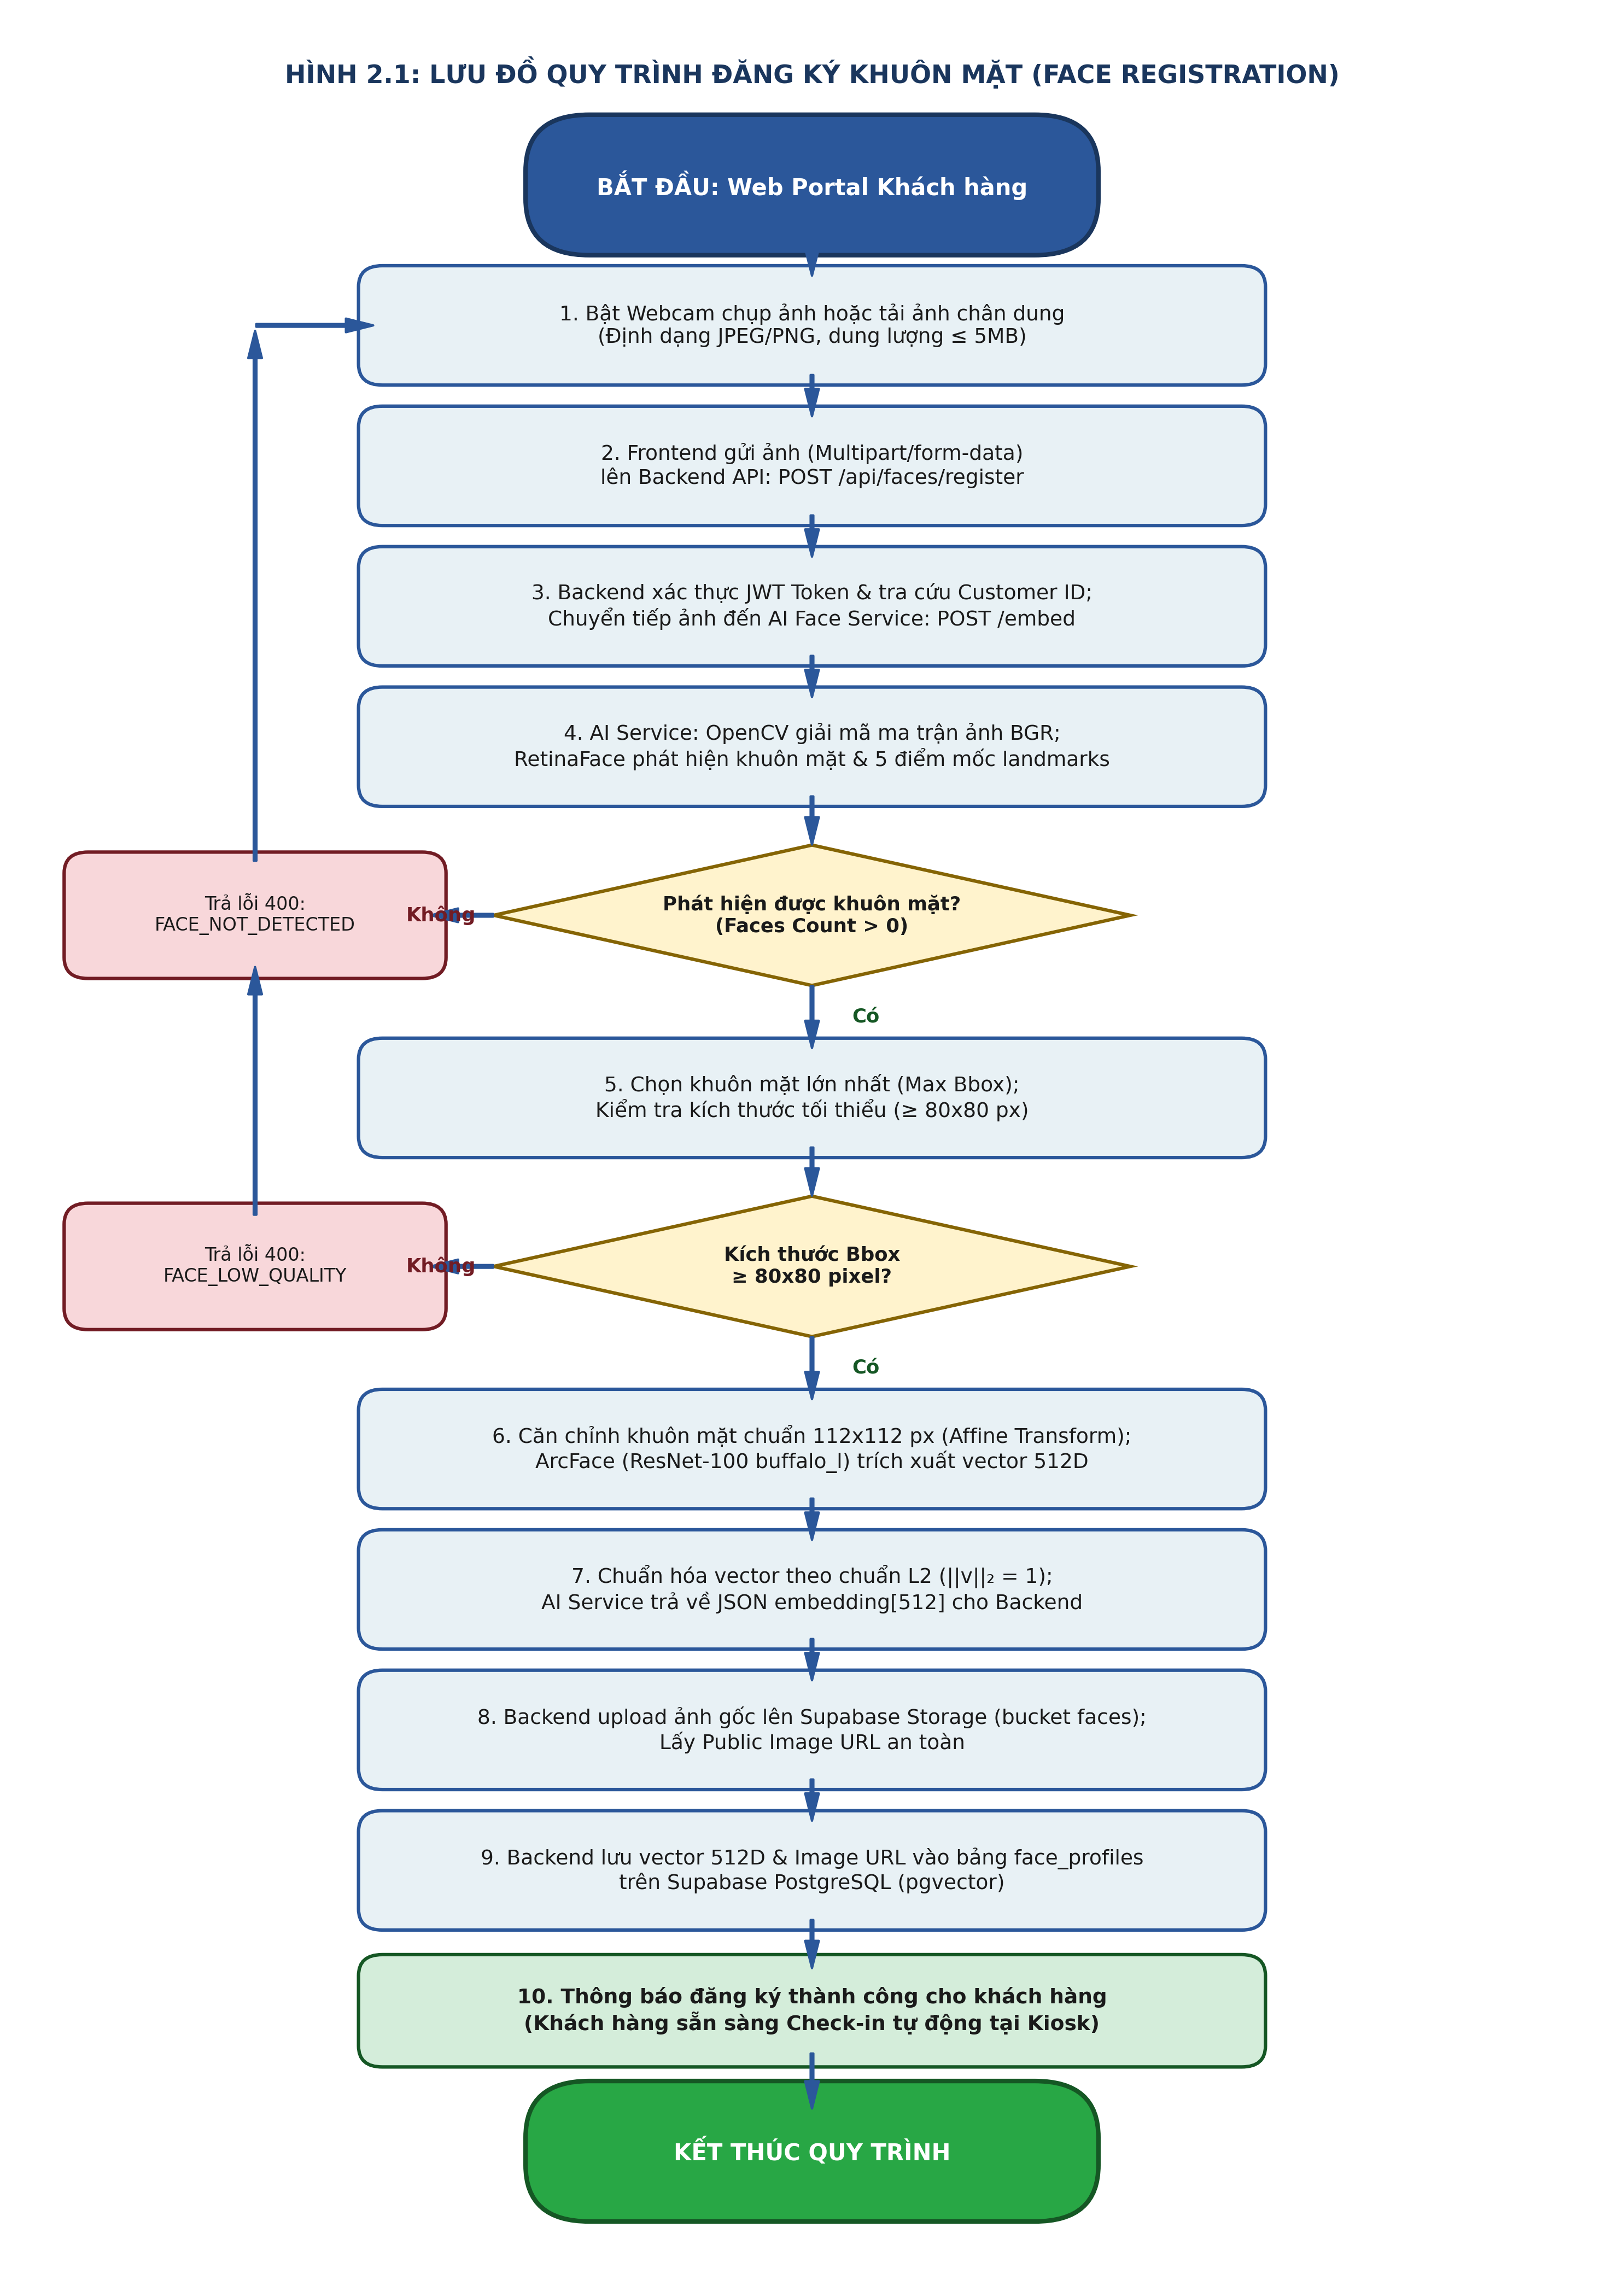 HÌNH 2.1: LƯU ĐỒ QUY TRÌNH ĐĂNG KÝ KHUÔN MẶT (FACE REGISTRATION)
BẮT ĐẦU: Web Portal Khách hàng
1. Bật Webcam chụp ảnh hoặc tải ảnh chân dung
(Định dạng JPEG/PNG, dung lượng ≤ 5MB)
2. Frontend gửi ảnh (Multipart/form-data)
lên Backend API: POST /api/faces/register
3. Backend xác thực JWT Token & tra cứu Customer ID;
Chuyển tiếp ảnh đến AI Face Service: POST /embed
4. AI Service: OpenCV giải mã ma trận ảnh BGR;
RetinaFace phát hiện khuôn mặt & 5 điểm mốc landmarks
Trả lỗi 400:
FACE_NOT_DETECTED
Không
Phát hiện được khuôn mặt?
(Faces Count > 0)
Có
5. Chọn khuôn mặt lớn nhất (Max Bbox);
Kiểm tra kích thước tối thiểu (≥ 80x80 px)
Trả lỗi 400:
FACE_LOW_QUALITY
Không
Kích thước Bbox
≥ 80x80 pixel?
Có
6. Căn chỉnh khuôn mặt chuẩn 112x112 px (Affine Transform);
ArcFace (ResNet-100 buffalo_l) trích xuất vector 512D
7. Chuẩn hóa vector theo chuẩn L2 (||v||₂ = 1);
AI Service trả về JSON embedding[512] cho Backend
8. Backend upload ảnh gốc lên Supabase Storage (bucket faces);
Lấy Public Image URL an toàn
9. Backend lưu vector 512D & Image URL vào bảng face_profiles
trên Supabase PostgreSQL (pgvector)
10. Thông báo đăng ký thành công cho khách hàng
(Khách hàng sẵn sàng Check-in tự động tại Kiosk)
KẾT THÚC QUY TRÌNH